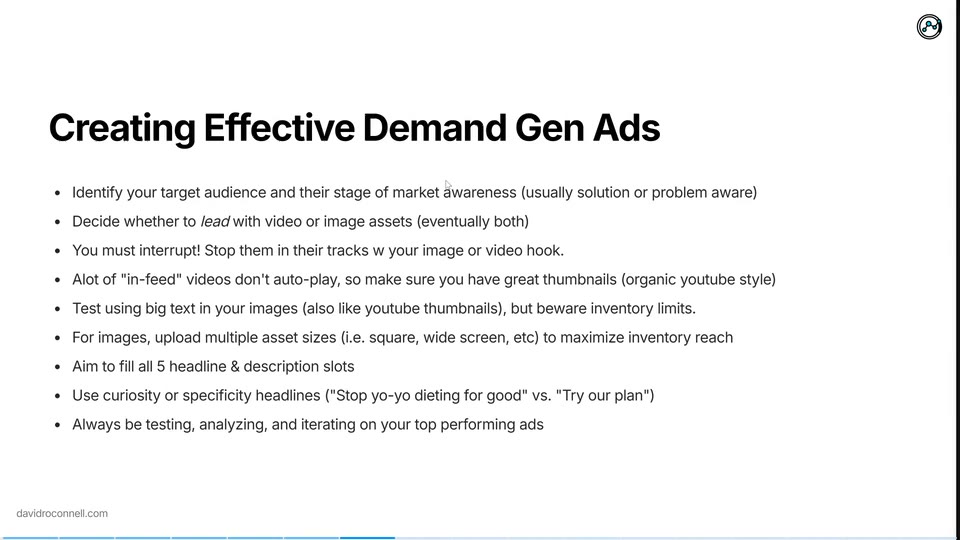 Creating Effective Demand Gen Ads
• Identify your target audience and their stage of market awareness (usually solution or problem aware)
• Decide whether to lead with video or image assets (eventually both)
• You must interrupt! Stop them in their tracks w your image or video hook.
• Alot of "in-feed" videos don't auto-play, so make sure you have great thumbnails (organic youtube style)
• Test using big text in your images (also like youtube thumbnails), but beware inventory limits.
• For images, upload multiple asset sizes (i.e. square, wide screen, etc) to maximize inventory reach
• Aim to fill all 5 headline & description slots
• Use curiosity or specificity headlines ("Stop yo-yo dieting for good" vs. "Try our plan")
• Always be testing, analyzing, and iterating on your top performing ads
davidroconnell.com